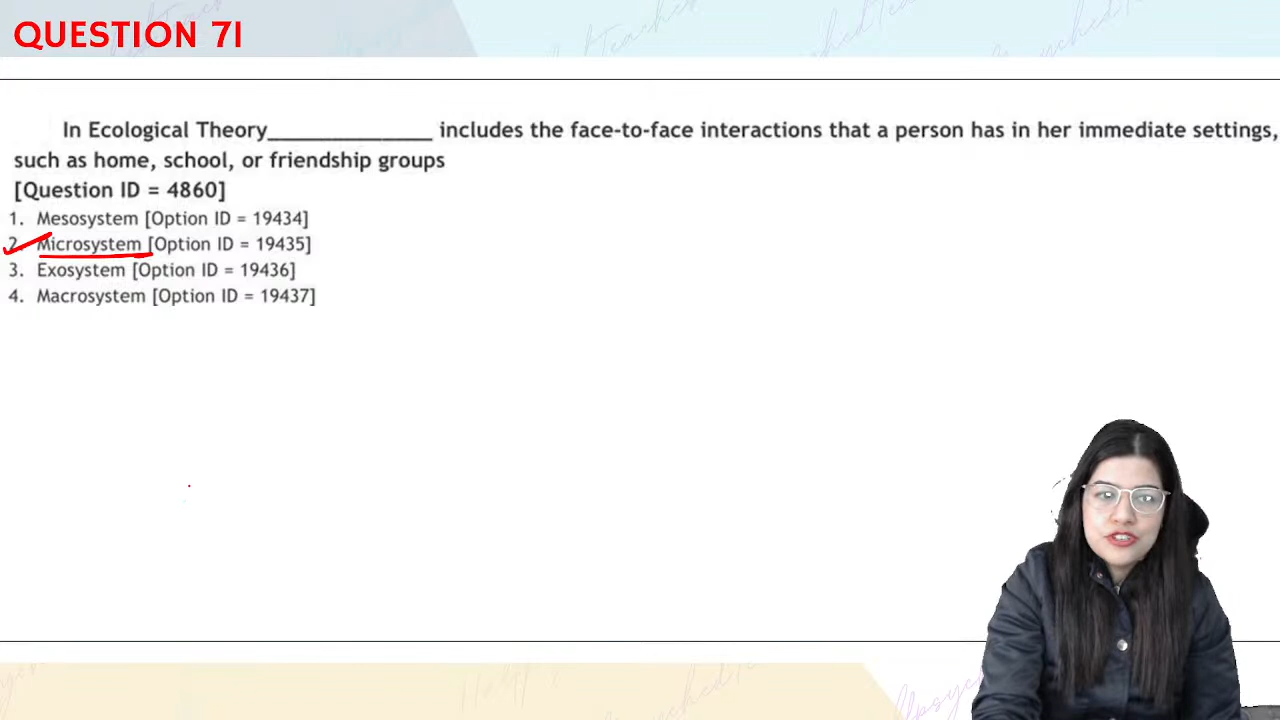 QUESTION 71
In Ecological Theory______________ includes the face-to-face interactions that a person has in her immediate settings,
such as home, school, or friendship groups
[Question ID = 4860]
1. Mesosystem [Option ID = 19434]
2. Microsystem [Option ID = 19435]
3. Exosystem [Option ID = 19436]
4. Macrosystem [Option ID = 19437]